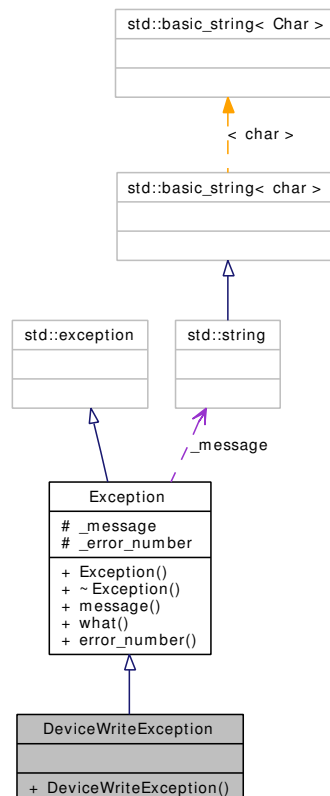 std::basic_string< Char >
< char >
std::basic_string< char >
std::exception
std::string
_message
Exception
# _message
# _error_number
+ Exception()
+ ~Exception()
+ message()
+ what()
+ error_number()
DeviceWriteException
+ DeviceWriteException()